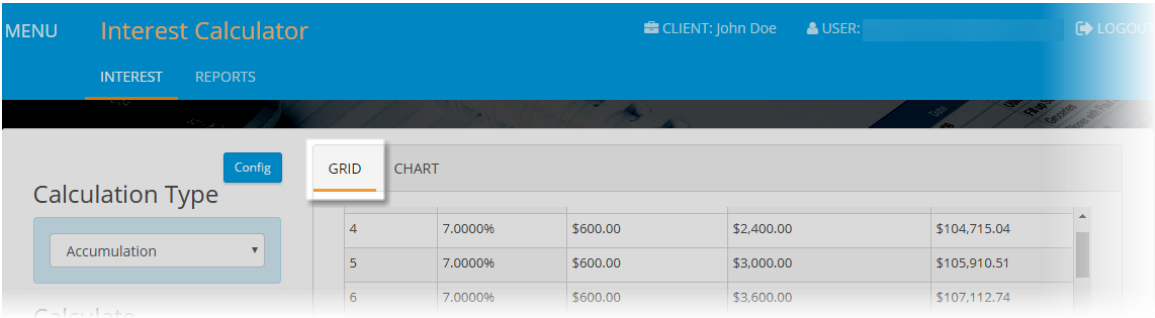 MENU Interest Calculator CLIENT: John Doe USER: LOGOUT
INTEREST REPORTS
Config GRID CHART
Calculation Type
4 7.0000% $600.00 $2,400.00 $104,715.04
Accumulation
5 7.0000% $600.00 $3,000.00 $105,910.51
6 7.0000% $600.00 $3,600.00 $107,112.74
Calculate